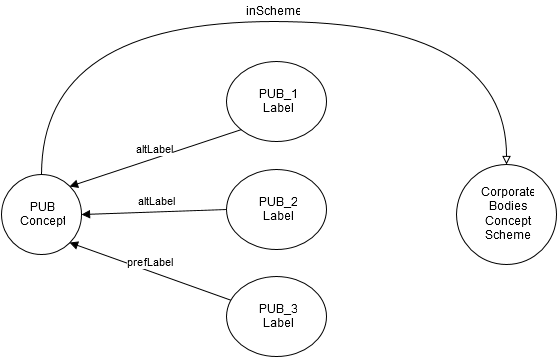 inScheme
PUB_1
Label
altLabel
PUB
Concept
altLabel
PUB_2
Label
Corporate
Bodies
Concept
Scheme
prefLabel
PUB_3
Label